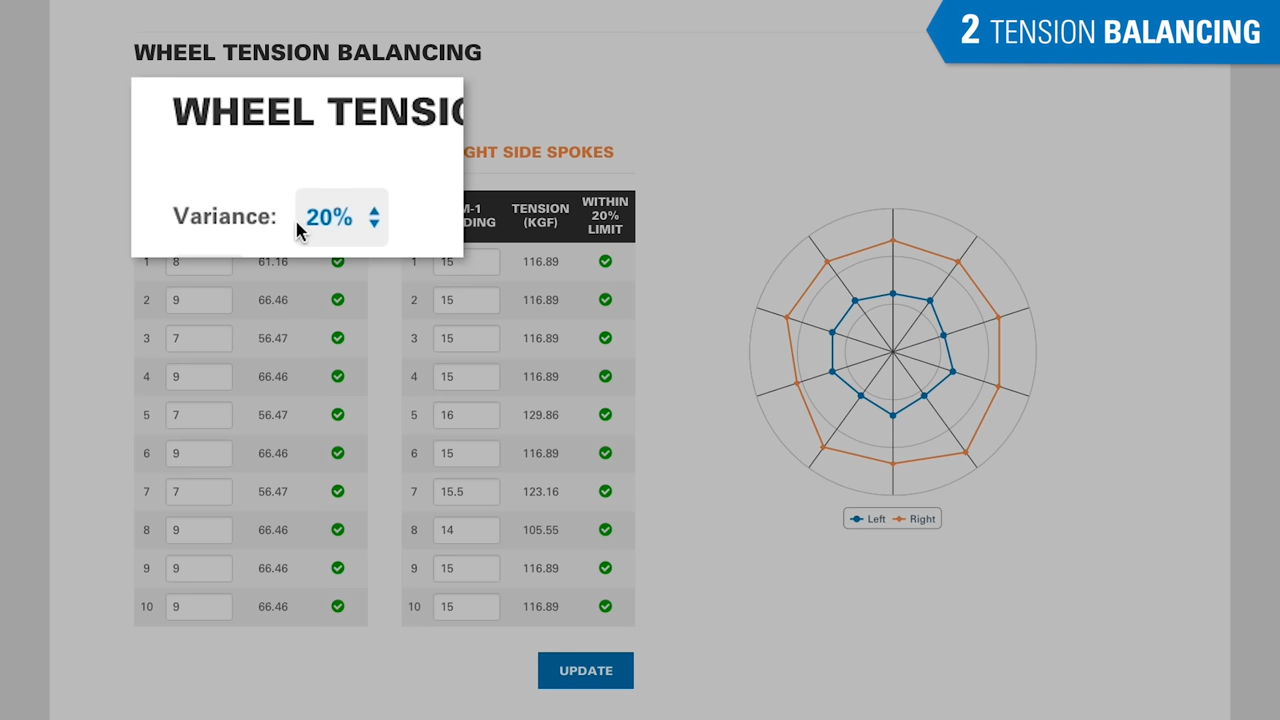 2 TENSION BALANCING
WHEEL TENSION BALANCING
WHEEL TENSIO
Variance: 20%
GHT SIDE SPOKES
M-1
DING
TENSION
(KGF)
WITHIN
20%
LIMIT
1 8 61.16
2 9 66.46
3 7 56.47
4 9 66.46
5 7 56.47
6 9 66.46
7 7 56.47
8 9 66.46
9 9 66.46
10 9 66.46
1 15 116.89
2 15 116.89
3 15 116.89
4 15 116.89
5 16 129.86
6 15 116.89
7 15.5 123.16
8 14 105.55
9 15 116.89
10 15 116.89
Left Right
UPDATE